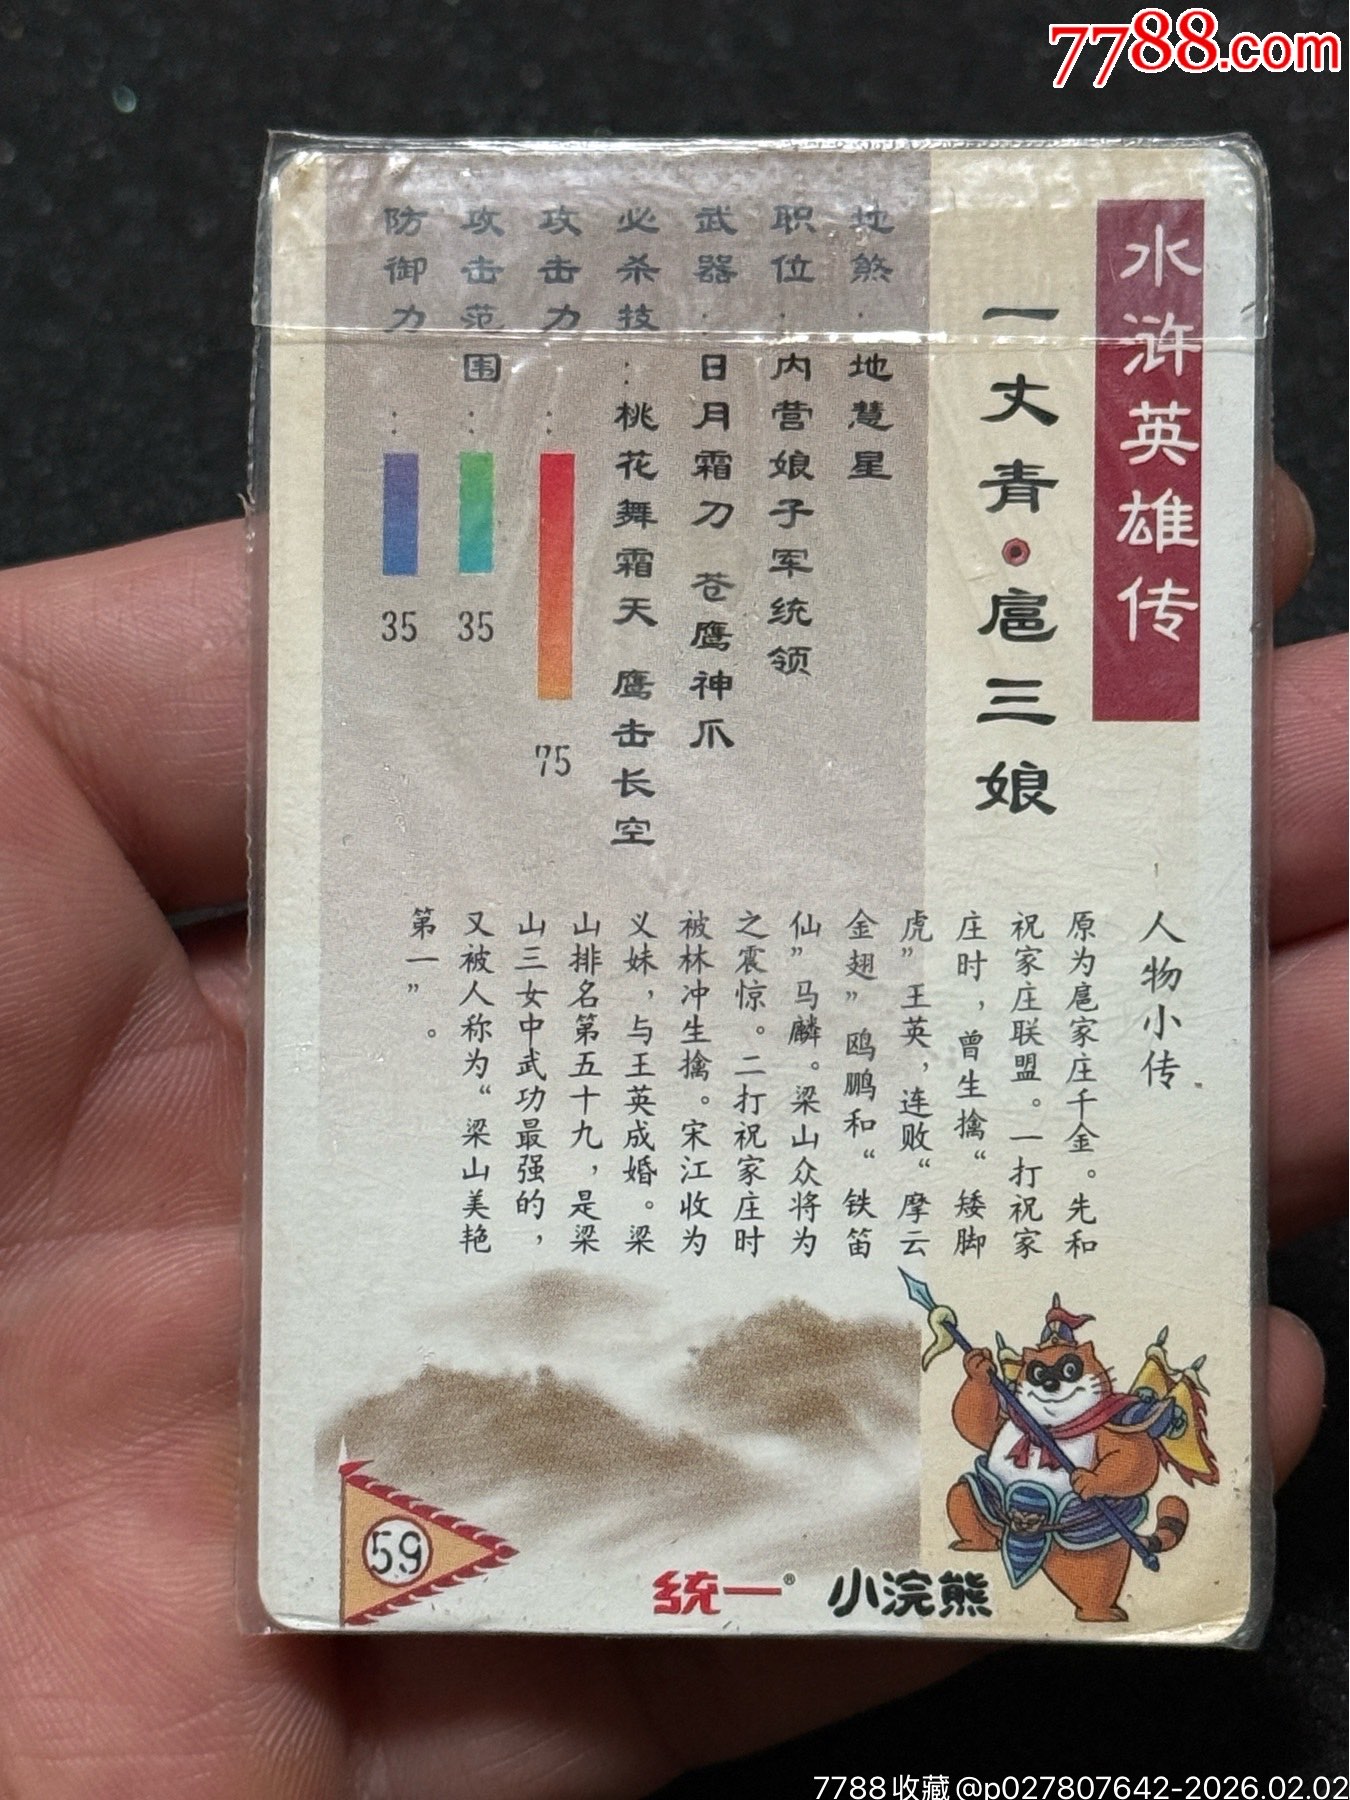 7788.com
水浒英雄传
一丈青·扈三娘
地煞：地慧星
职位：内营娘子军统领
武器：日月霜刀 苍鹰神爪
必杀技：桃花舞霜天 鹰击长空
攻击力：75
攻击范围：35
防御力：35
人物小传
原为扈家庄千金。先和
祝家庄联盟。一打祝家
庄时，曾生擒“矮脚
虎”王英，连败“摩云
金翅”鸥鹏和“铁笛
仙”马麟。梁山众将为
之震惊。二打祝家庄时
被林冲生擒。宋江收为
义妹，与王英成婚。梁
山排名第五十九，是梁
山三女中武功最强的，
又被人称为“梁山美艳
第一”。
59
统一® 小浣熊
7788收藏@p027807642-2026.02.02